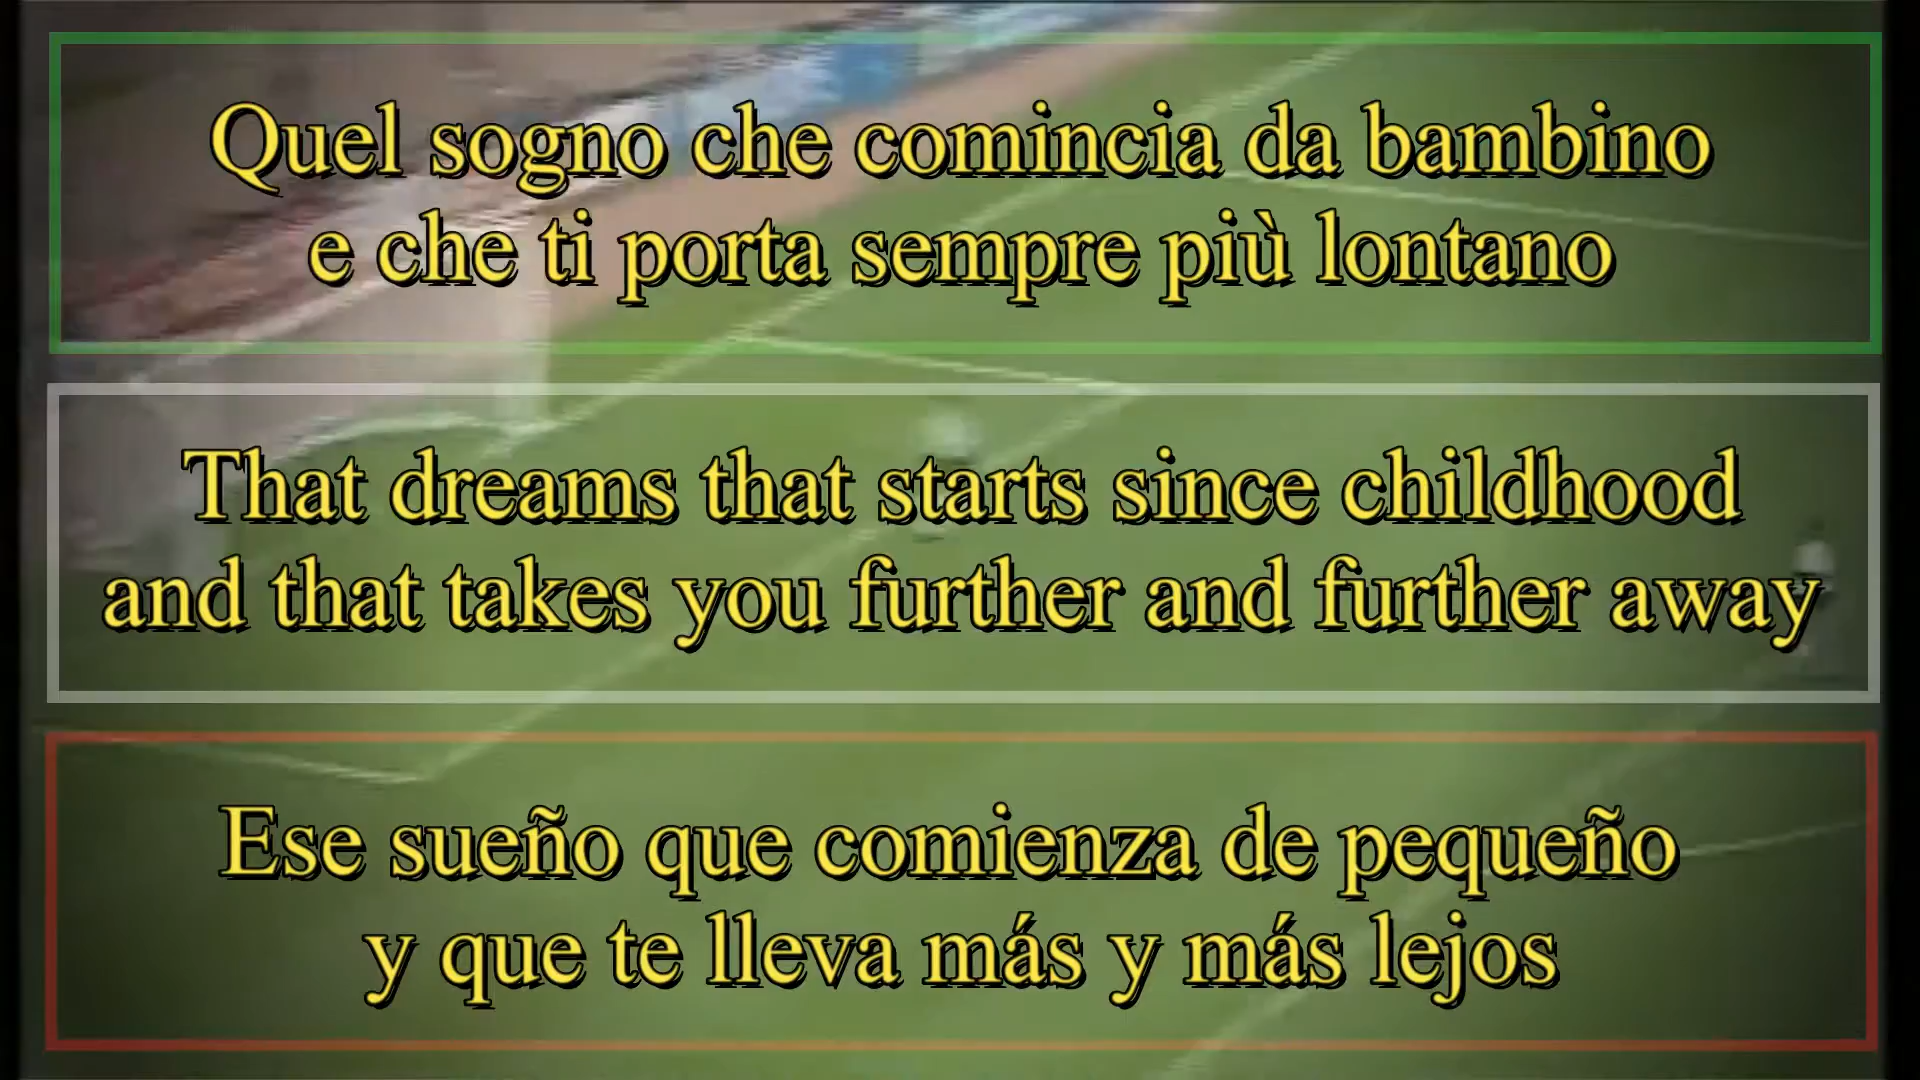 Quel sogno che comincia da bambino
e che ti porta sempre più lontano
That dreams that starts since childhood
and that takes you further and further away
Ese sueño que comienza de pequeño
y que te lleva más y más lejos